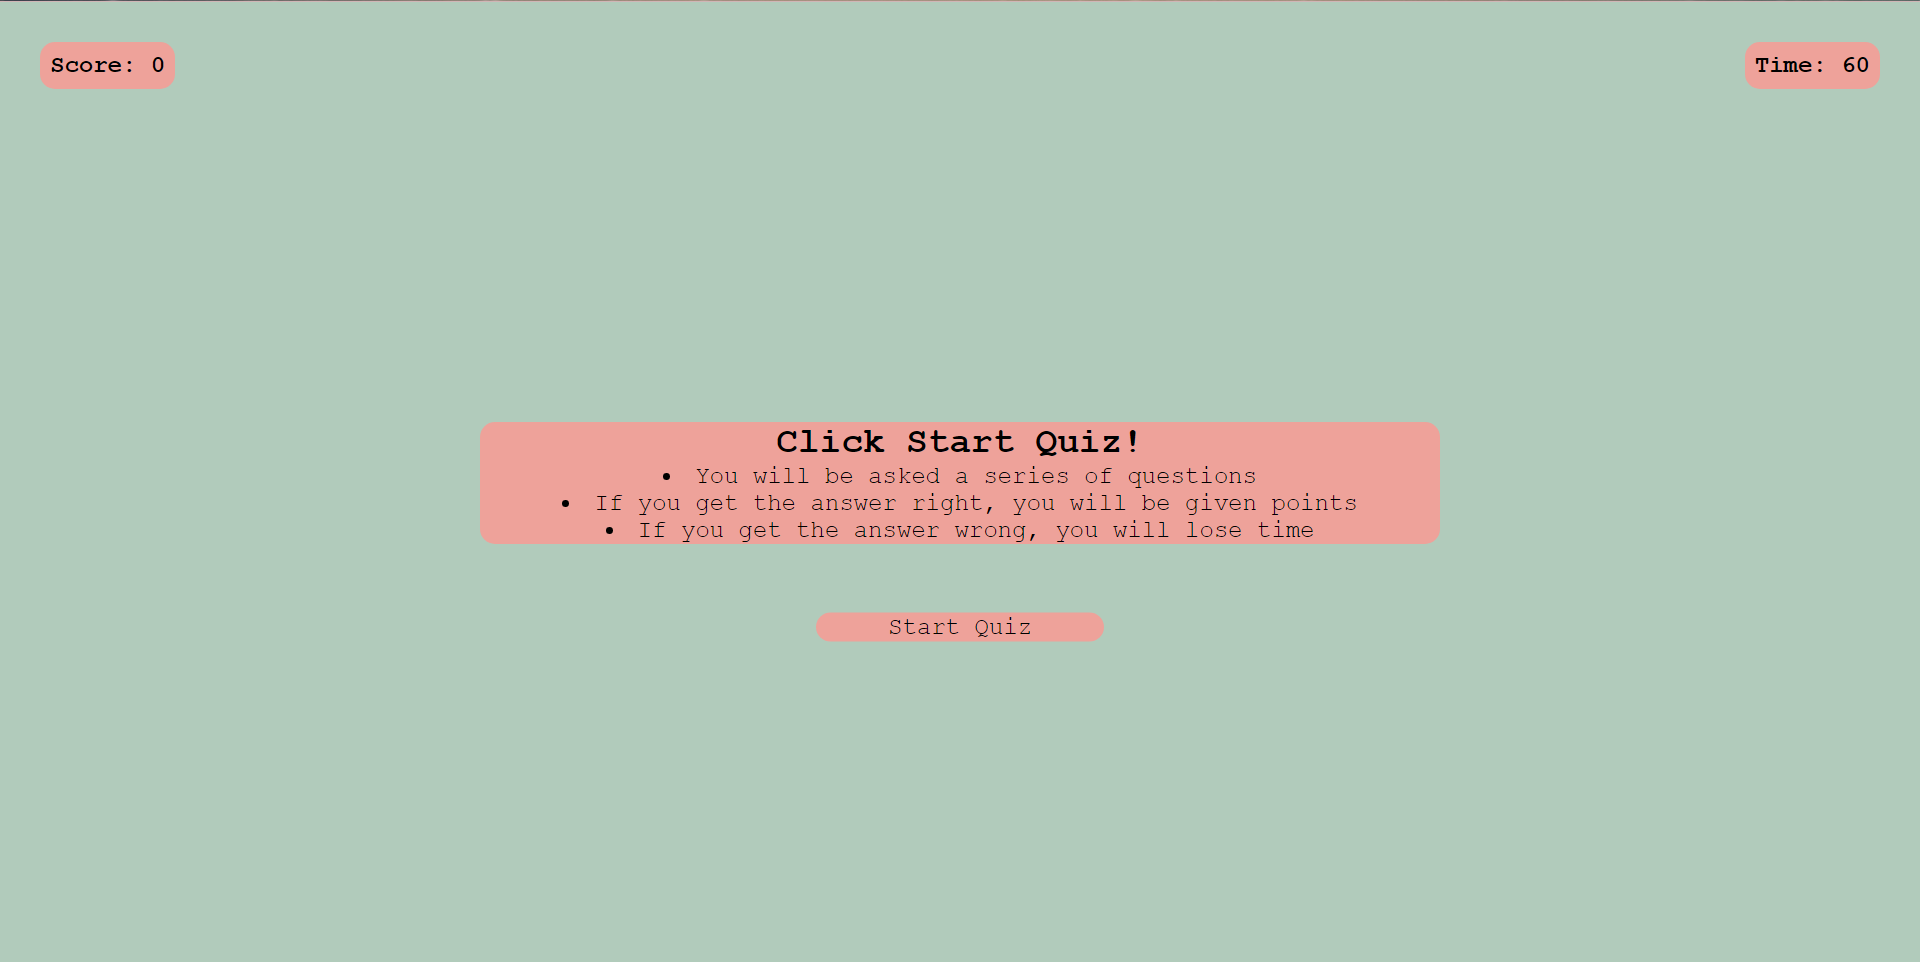 Score: 0
Time: 60
Click Start Quiz!
• You will be asked a series of questions
• If you get the answer right, you will be given points
• If you get the answer wrong, you will lose time
Start Quiz